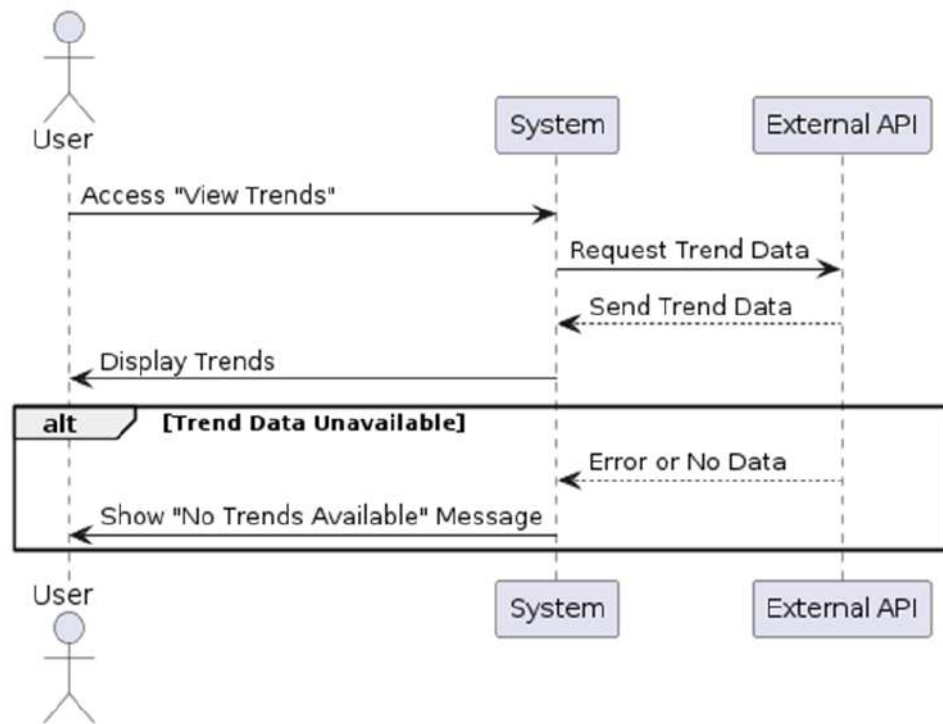 User
System
External API
Access "View Trends"
Request Trend Data
Send Trend Data
Display Trends
alt
[Trend Data Unavailable]
Error or No Data
Show "No Trends Available" Message
User
System
External API